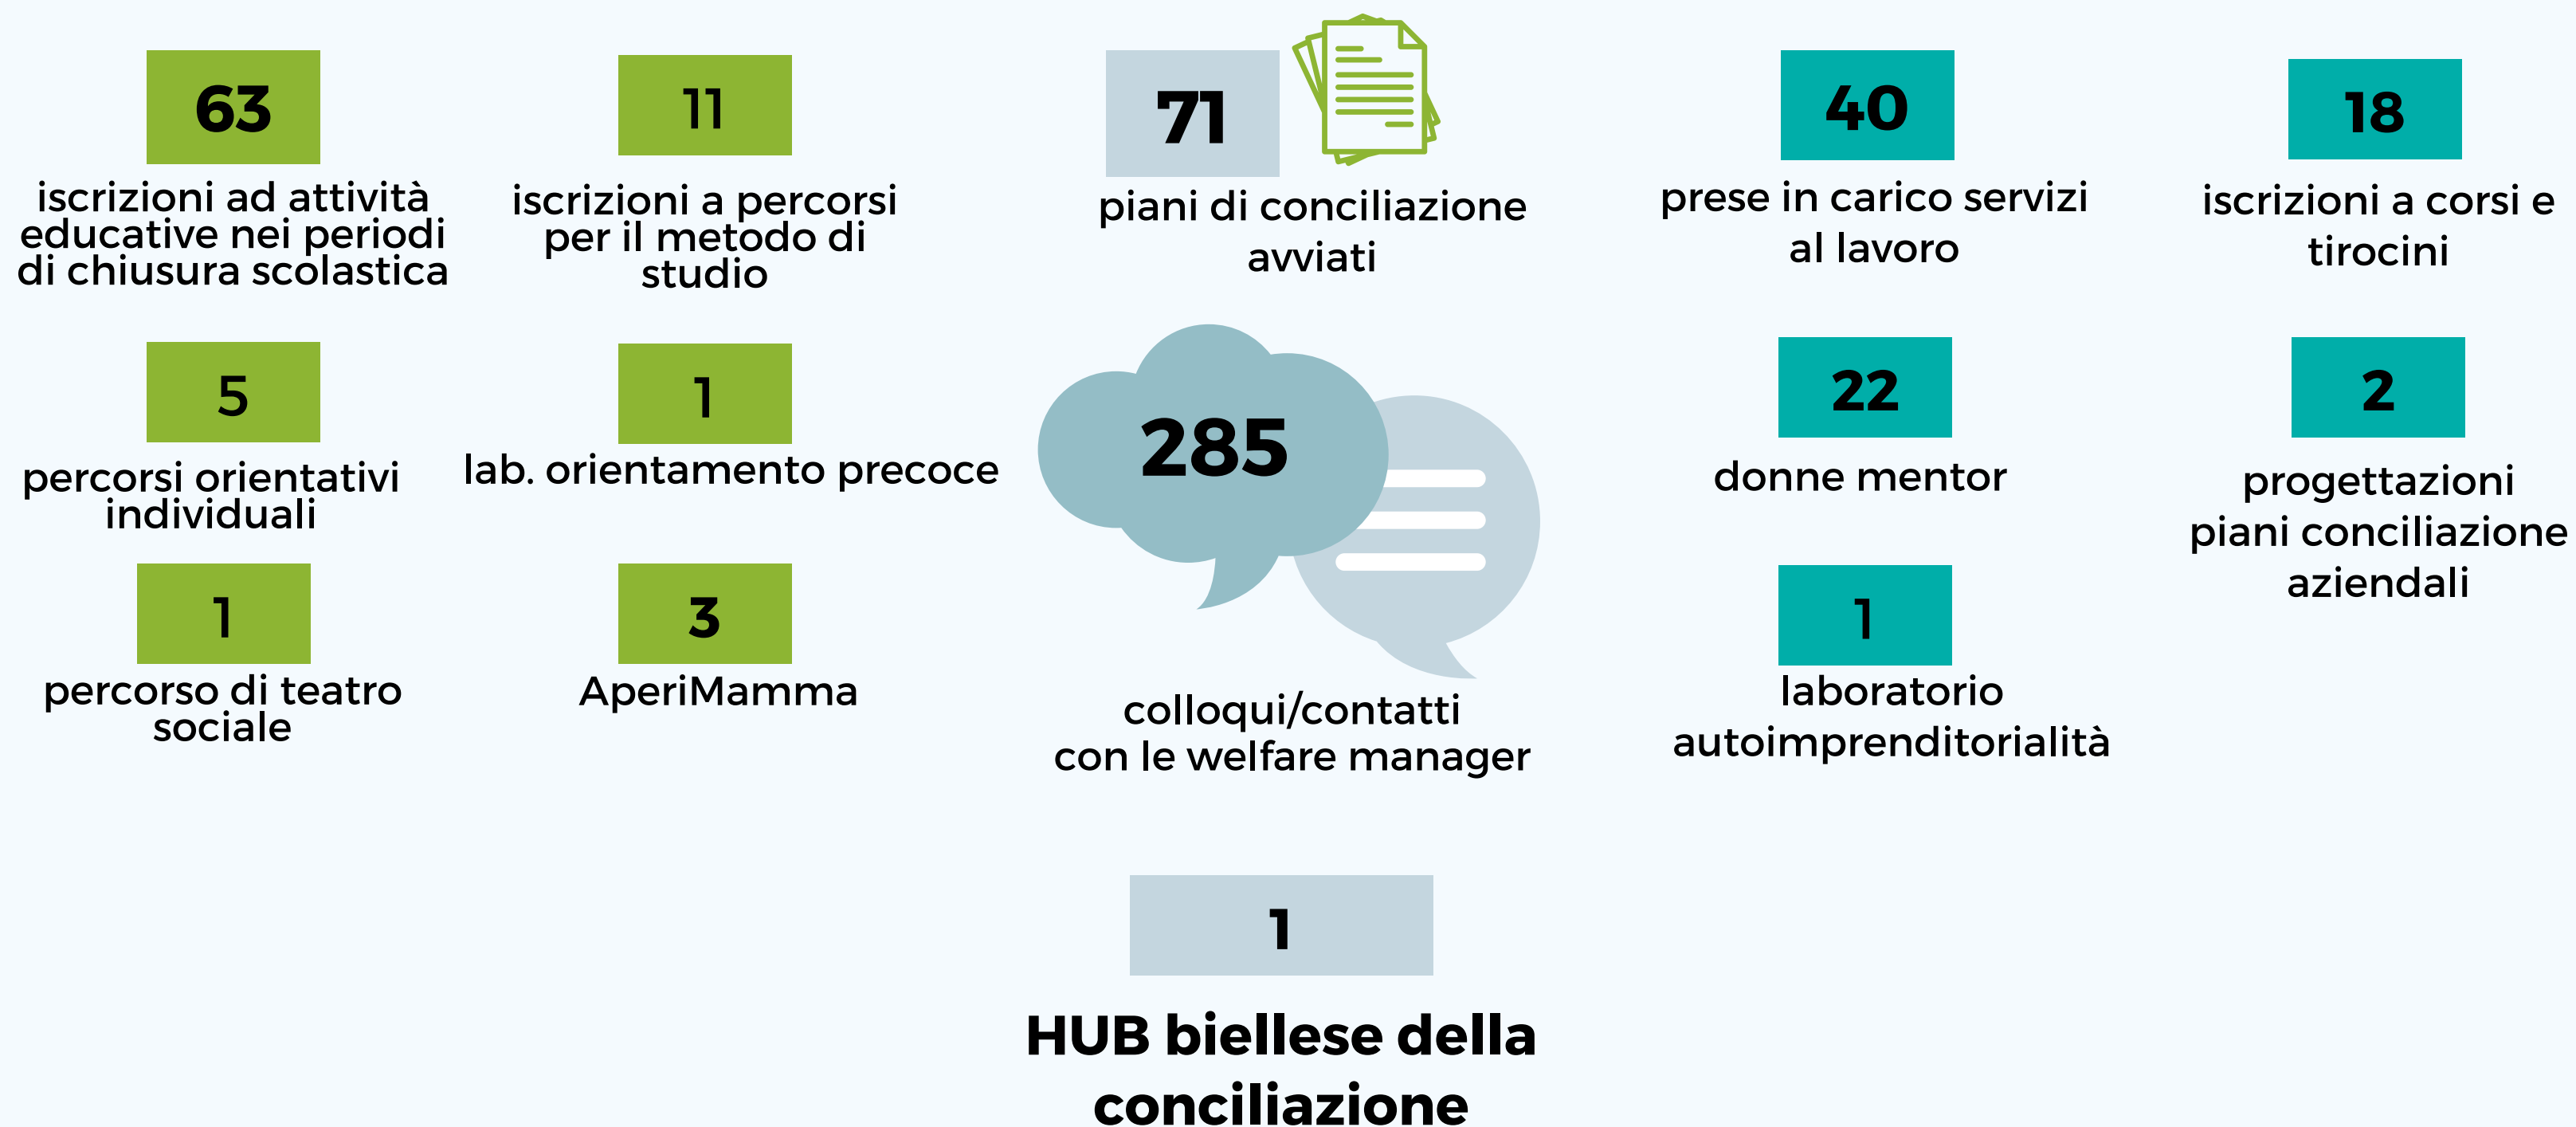 63
iscrizioni ad attività
educative nei periodi
di chiusura scolastica
11
iscrizioni a percorsi
per il metodo di
studio
71
piani di conciliazione
avviati
40
prese in carico servizi
al lavoro
18
iscrizioni a corsi e
tirocini
5
percorsi orientativi
individuali
1
lab. orientamento precoce
285
colloqui/contatti
con le welfare manager
22
donne mentor
2
progettazioni
piani conciliazione
aziendali
1
percorso di teatro
sociale
3
AperiMamma
1
laboratorio
autoimprenditorialità
1
HUB biellese della
conciliazione